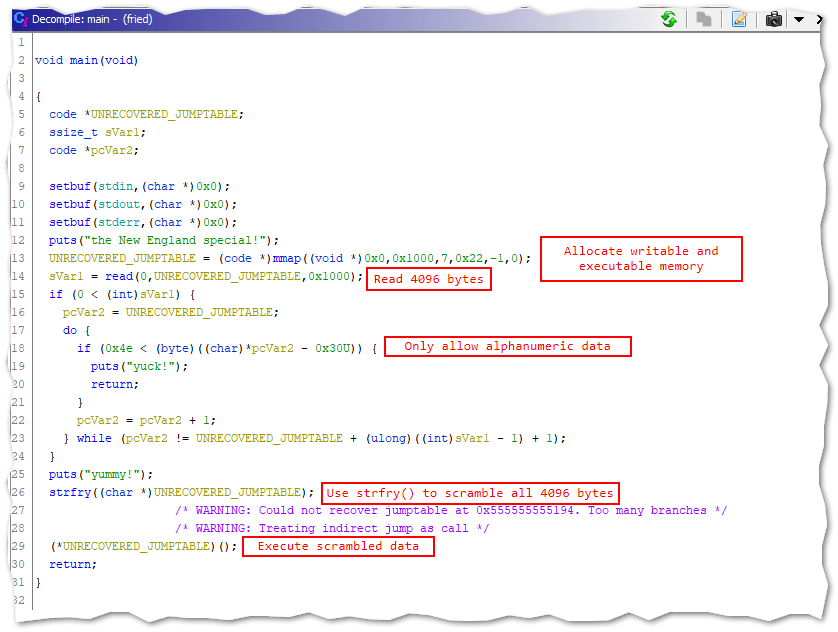 Decompile: main - (fried)
1
2 void main(void)
3
4 {
5 code *UNRECOVERED_JUMPTABLE;
6 ssize_t sVar1;
7 code *pcVar2;
8
9 setbuf(stdin,(char *)0x0);
10 setbuf(stdout,(char *)0x0);
11 setbuf(stderr,(char *)0x0);
12 puts("the New England special!");
13 UNRECOVERED_JUMPTABLE = (code *)mmap((void *)0x0,0x1000,7,0x22,-1,0);
Allocate writable and
executable memory
14 sVar1 = read(0,UNRECOVERED_JUMPTABLE,0x1000); Read 4096 bytes
15 if (0 < (int)sVar1) {
16 pcVar2 = UNRECOVERED_JUMPTABLE;
17 do {
18 if (0x4e < (byte)((char)*pcVar2 - 0x30U)) { Only allow alphanumeric data
19 puts("yuck!");
20 return;
21 }
22 pcVar2 = pcVar2 + 1;
23 } while (pcVar2 != UNRECOVERED_JUMPTABLE + (ulong)((int)sVar1 - 1) + 1);
24 }
25 puts("yummy!");
26 strfry((char *)UNRECOVERED_JUMPTABLE); Use strfry() to scramble all 4096 bytes
27 /* WARNING: Could not recover jumptable at 0x555555555194. Too many branches */
28 /* WARNING: Treating indirect jump as call */
29 (*UNRECOVERED_JUMPTABLE)(); Execute scrambled data
30 return;
31 }
32